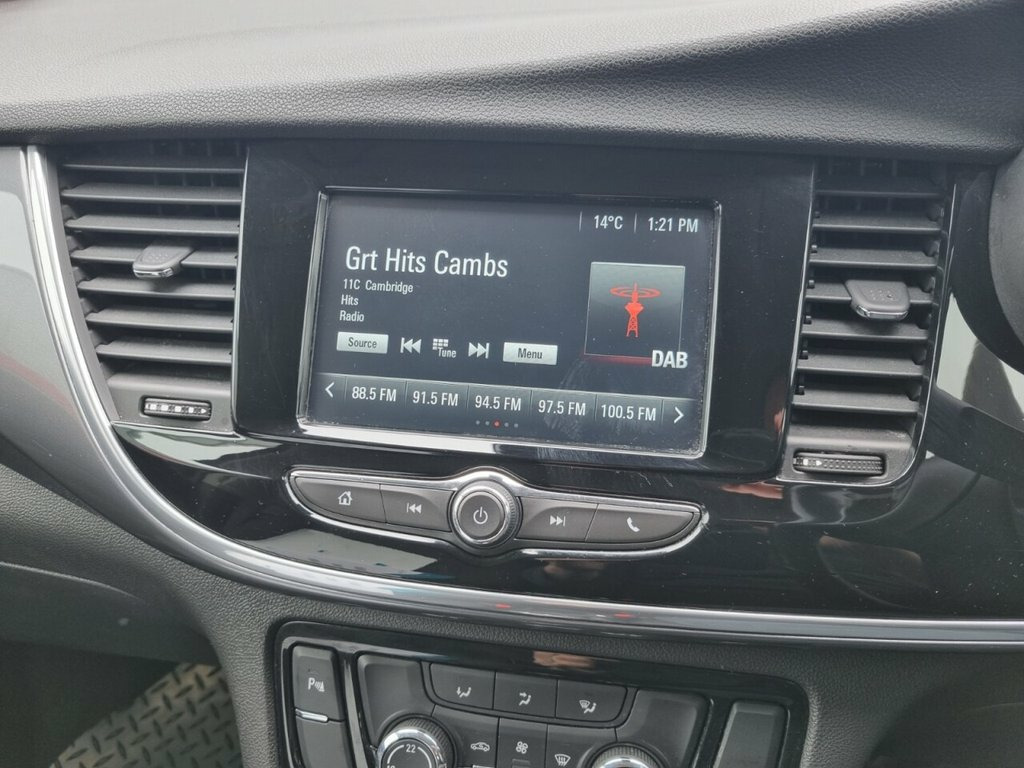 14°C 1:21 PM
Grt Hits Cambs
11C Cambridge
Hits
Radio
Source Tune Menu
DAB
88.5 FM 91.5 FM 94.5 FM 97.5 FM 100.5 FM
P
22